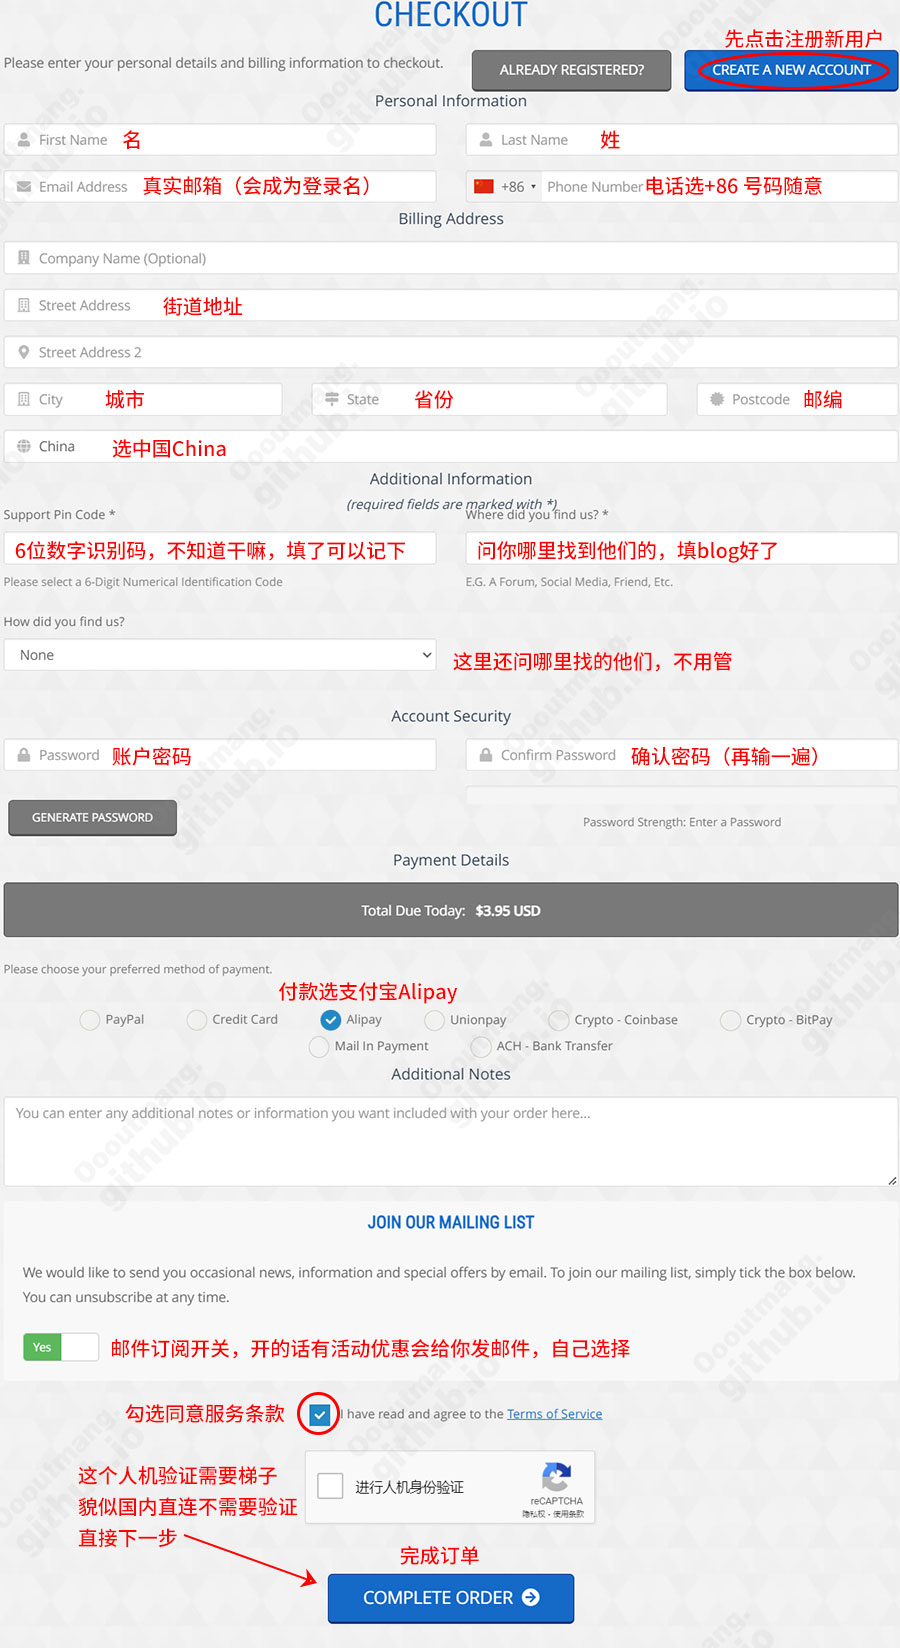 CHECKOUT
先点击注册新用户
Please enter your personal details and billing information to checkout.
ALREADY REGISTERED?
CREATE A NEW ACCOUNT
Personal Information
First Name 名
Last Name 姓
Email Address 真实邮箱（会成为登录名）
+86 Phone Number 电话选+86 号码随意
Billing Address
Company Name (Optional)
Street Address 街道地址
Street Address 2
City 城市
State 省份
Postcode 邮编
China 选中国China
Additional Information
(required fields are marked with *)
Support Pin Code *
Where did you find us? *
6位数字识别码，不知道干嘛，填了可以记下
问你哪里找到他们的，填blog好了
Please select a 6-Digit Numerical Identification Code
E.G. A Forum, Social Media, Friend, Etc.
How did you find us?
None
这里还问哪里找的他们，不用管
Account Security
Password 账户密码
Confirm Password 确认密码（再输一遍）
GENERATE PASSWORD
Password Strength: Enter a Password
Payment Details
Total Due Today: $3.95 USD
Please choose your preferred method of payment.
付款选支付宝Alipay
PayPal
Credit Card
Alipay
Unionpay
Crypto - Coinbase
Crypto - BitPay
Mail In Payment
ACH - Bank Transfer
Additional Notes
You can enter any additional notes or information you want included with your order here...
JOIN OUR MAILING LIST
We would like to send you occasional news, information and special offers by email. To join our mailing list, simply tick the box below.
You can unsubscribe at any time.
Yes
邮件订阅开关，开的话有活动优惠会给你发邮件，自己选择
勾选同意服务条款
I have read and agree to the Terms of Service
这个人机验证需要梯子
貌似国内直连不需要验证
直接下一步
进行人机身份验证
reCAPTCHA
隐私权 - 使用条款
完成订单
COMPLETE ORDER
Oooutmang.
github.io